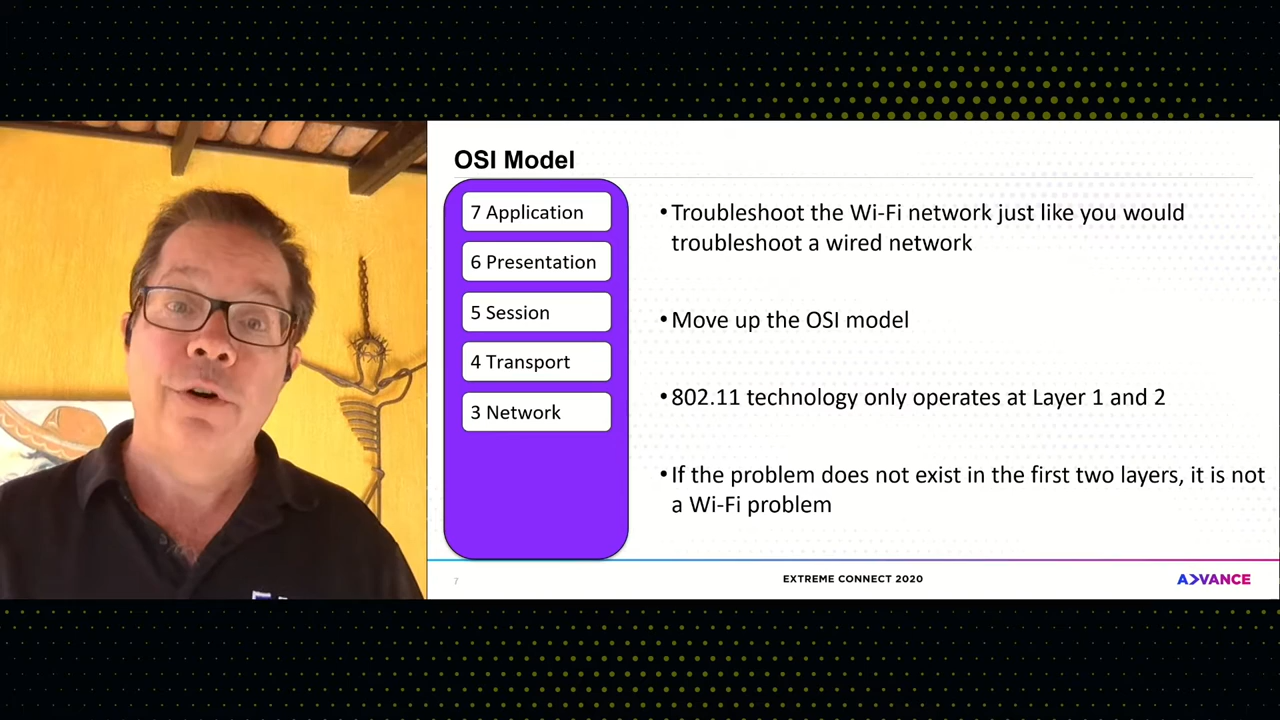 OSI Model
7 Application
6 Presentation
5 Session
4 Transport
3 Network
•Troubleshoot the Wi-Fi network just like you would
troubleshoot a wired network
•Move up the OSI model
•802.11 technology only operates at Layer 1 and 2
•If the problem does not exist in the first two layers, it is not
a Wi-Fi problem
7
EXTREME CONNECT 2020
ADVANCE